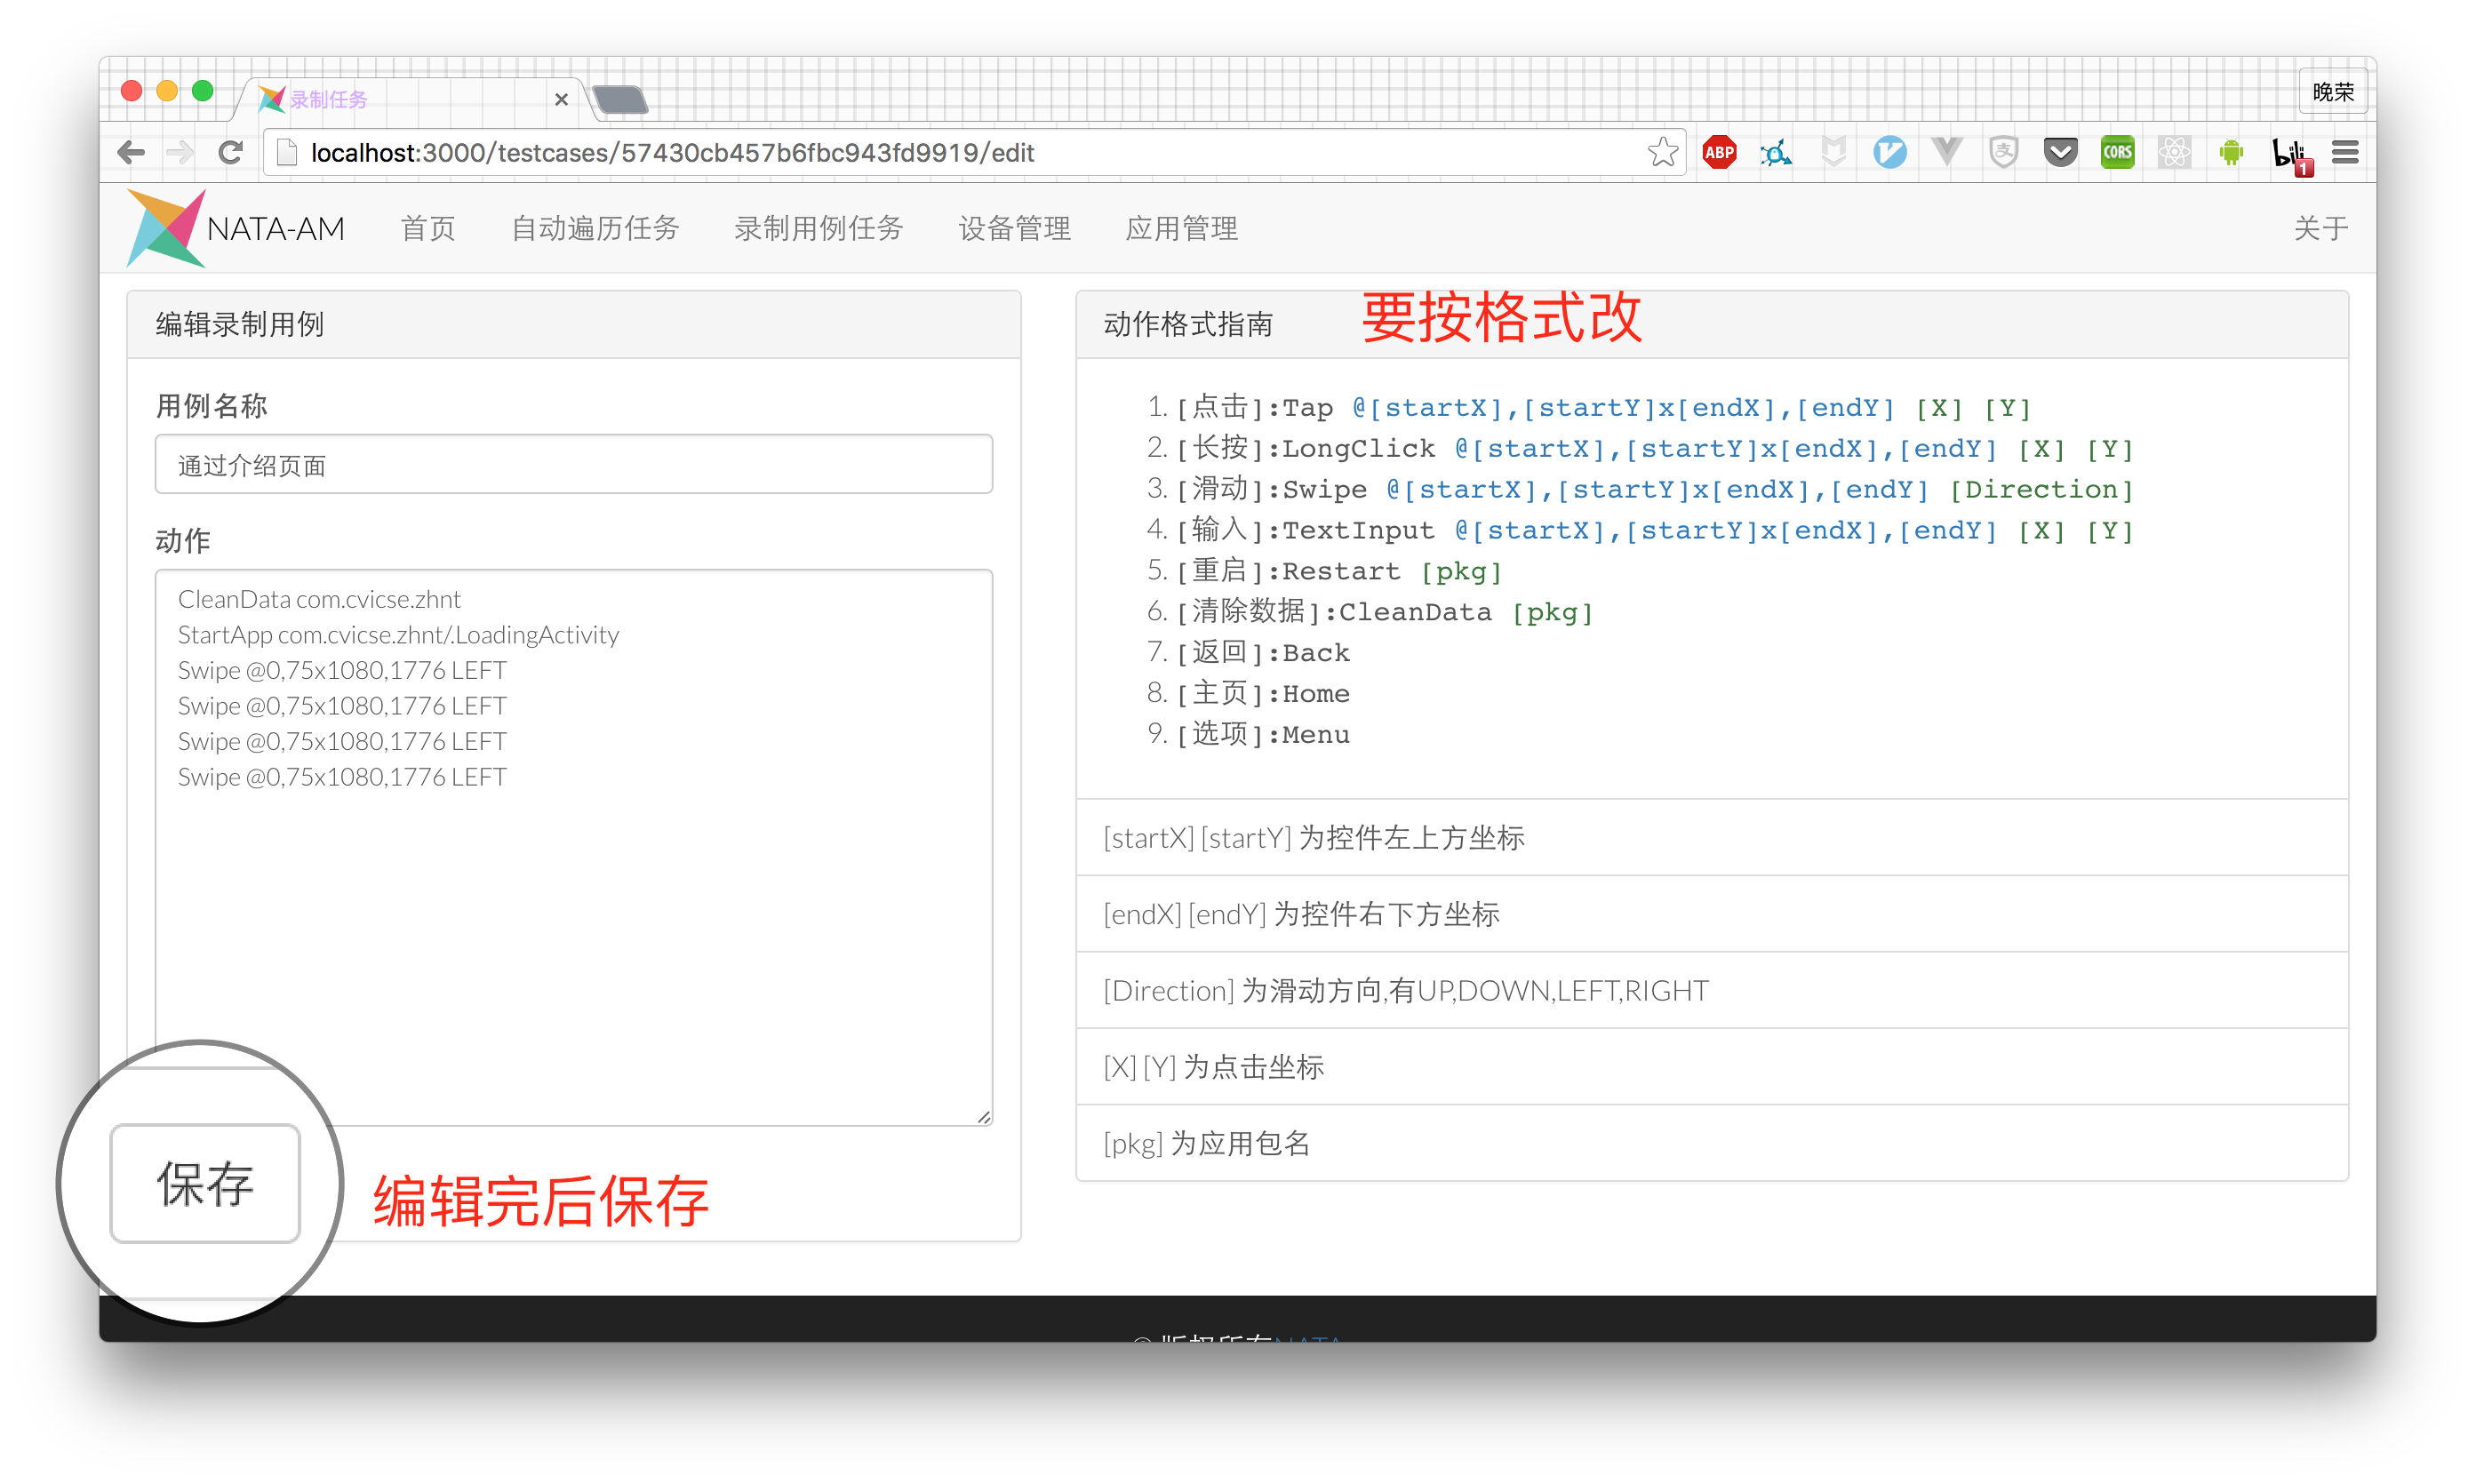 录制任务
晚荣
localhost:3000/testcases/57430cb457b6fbc943fd9919/edit
ABP
CORS
bili
1
NATA-AM 首页 自动遍历任务 录制用例任务 设备管理 应用管理 关于
编辑录制用例
用例名称
通过介绍页面
动作
CleanData com.cvicse.zhnt
StartApp com.cvicse.zhnt/.LoadingActivity
Swipe @0,75x1080,1776 LEFT
Swipe @0,75x1080,1776 LEFT
Swipe @0,75x1080,1776 LEFT
Swipe @0,75x1080,1776 LEFT
保存
编辑完后保存
动作格式指南 要按格式改
1. [点击]:Tap @[startX],[startY]x[endX],[endY] [X] [Y]
2. [长按]:LongClick @[startX],[startY]x[endX],[endY] [X] [Y]
3. [滑动]:Swipe @[startX],[startY]x[endX],[endY] [Direction]
4. [输入]:TextInput @[startX],[startY]x[endX],[endY] [X] [Y]
5. [重启]:Restart [pkg]
6. [清除数据]:CleanData [pkg]
7. [返回]:Back
8. [主页]:Home
9. [选项]:Menu
[startX] [startY] 为控件左上方坐标
[endX] [endY] 为控件右下方坐标
[Direction] 为滑动方向,有UP,DOWN,LEFT,RIGHT
[X] [Y] 为点击坐标
[pkg] 为应用包名
© 版权所有NATA